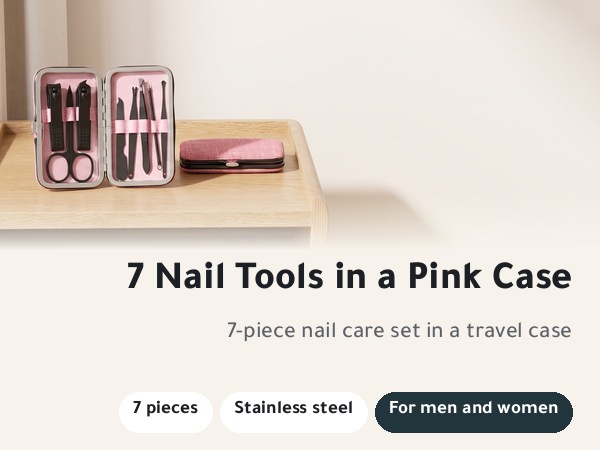 7 Nail Tools in a Pink Case
7-piece nail care set in a travel case
7 pieces
Stainless steel
For men and women